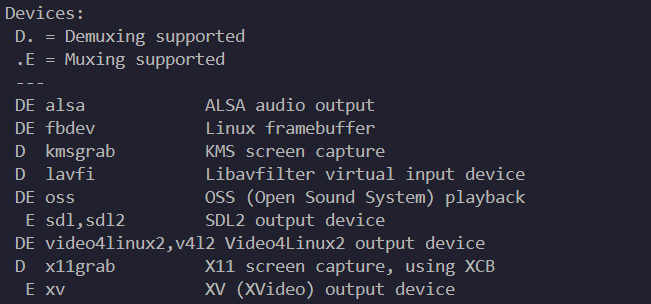 Devices:
 D. = Demuxing supported
 .E = Muxing supported
 ---
 DE alsa            ALSA audio output
 DE fbdev           Linux framebuffer
 D  kmsgrab         KMS screen capture
 D  lavfi           Libavfilter virtual input device
 DE oss             OSS (Open Sound System) playback
  E sdl,sdl2        SDL2 output device
 DE video4linux2,v4l2 Video4Linux2 output device
 D  x11grab         X11 screen capture, using XCB
  E xv              XV (XVideo) output device